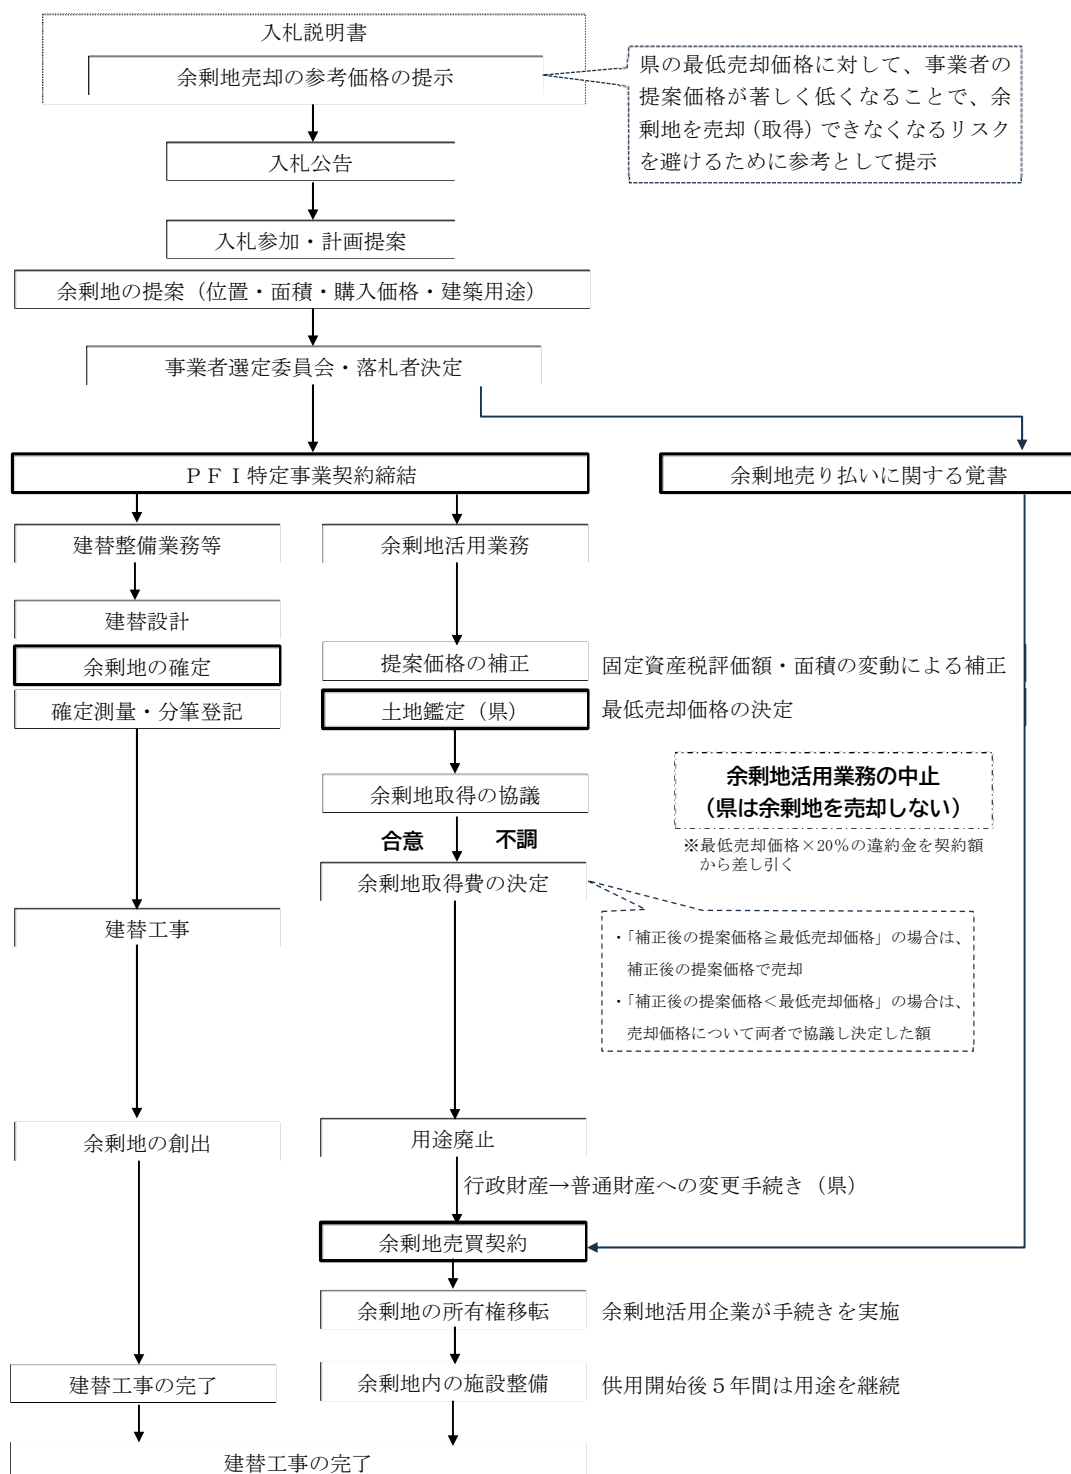 入札説明書
余剰地売却の参考価格の提示
県の最低売却価格に対して、事業者の
提案価格が著しく低くなることで、余
剰地を売却（取得）できなくなるリスク
を避けるために参考として提示
入札公告
入札参加・計画提案
余剰地の提案（位置・面積・購入価格・建築用途）
事業者選定委員会・落札者決定
ＰＦＩ特定事業契約締結
余剰地売り払いに関する覚書
建替整備業務等
余剰地活用業務
建替設計
余剰地の確定
提案価格の補正
固定資産税評価額・面積の変動による補正
確定測量・分筆登記
土地鑑定（県）
最低売却価格の決定
余剰地活用業務の中止
（県は余剰地を売却しない）
余剰地取得の協議
合意
不調
※最低売却価格×20％の違約金を契約額
から差し引く
余剰地取得費の決定
建替工事
・「補正後の提案価格≧最低売却価格」の場合は、
補正後の提案価格で売却
・「補正後の提案価格＜最低売却価格」の場合は、
売却価格について両者で協議し決定した額
余剰地の創出
用途廃止
行政財産→普通財産への変更手続き（県）
余剰地売買契約
余剰地の所有権移転
余剰地活用企業が手続きを実施
建替工事の完了
余剰地内の施設整備
供用開始後５年間は用途を継続
建替工事の完了